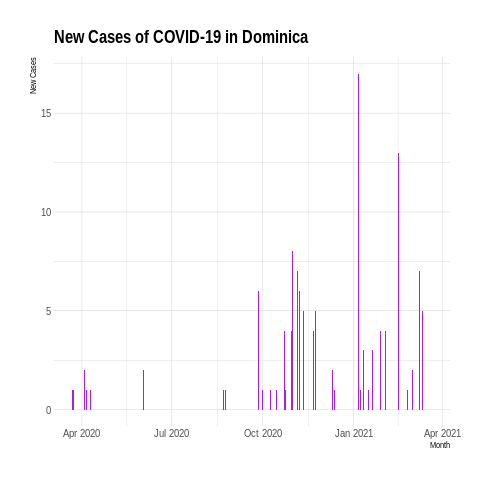 New Cases of COVID-19 in Dominica
New Cases
15
10
5
0
Apr 2020 Jul 2020 Oct 2020 Jan 2021 Apr 2021
Month